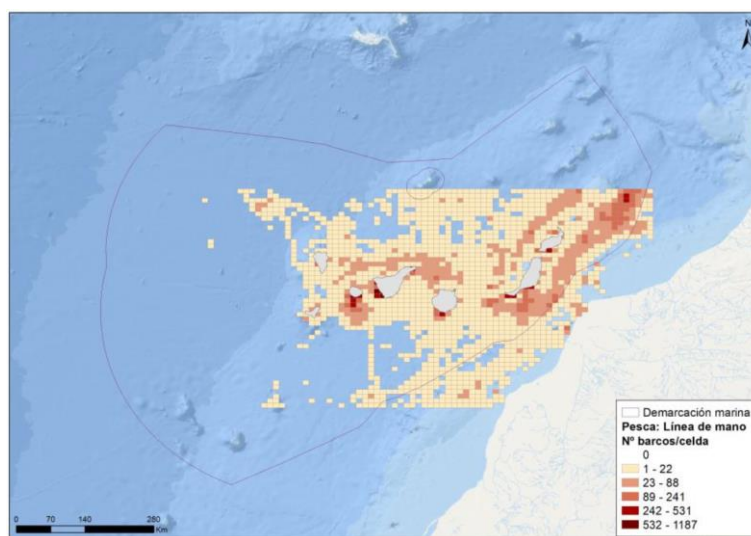 N
Demarcación marina
Pesca: Línea de mano
Nº barcos/celda
0
1 - 22
23 - 88
89 - 241
242 - 531
532 - 1187
0 70 140 280
Km